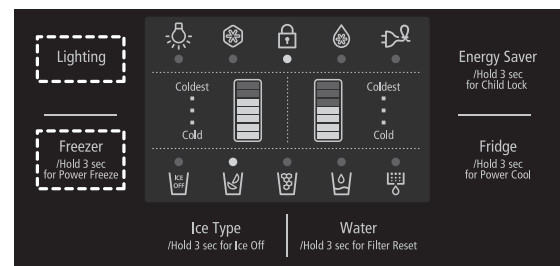 Lighting
Energy Saver
/Hold 3 sec
for Child Lock
Coldest
Cold
Coldest
Cold
Freezer
/Hold 3 sec
for Power Freeze
Fridge
/Hold 3 sec
for Power Cool
ICE
OFF
Ice Type
/Hold 3 sec for Ice Off
Water
/Hold 3 sec for Filter Reset